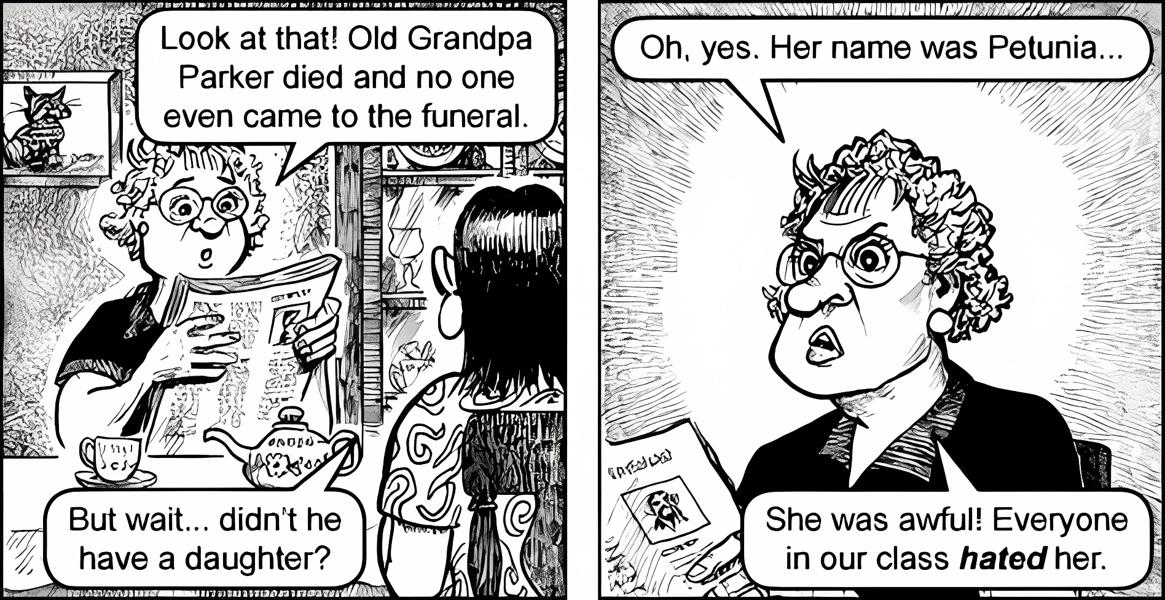 Look at that! Old Grandpa
Parker died and no one
even came to the funeral.
But wait... didn't he
have a daughter?
Oh, yes. Her name was Petunia...
She was awful! Everyone
in our class hated her.